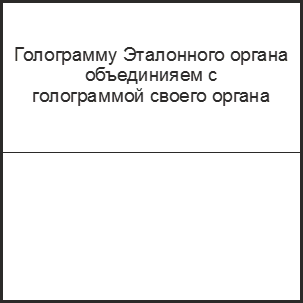 Голограмму Эталонного органа
объединияем с
голограммой своего органа